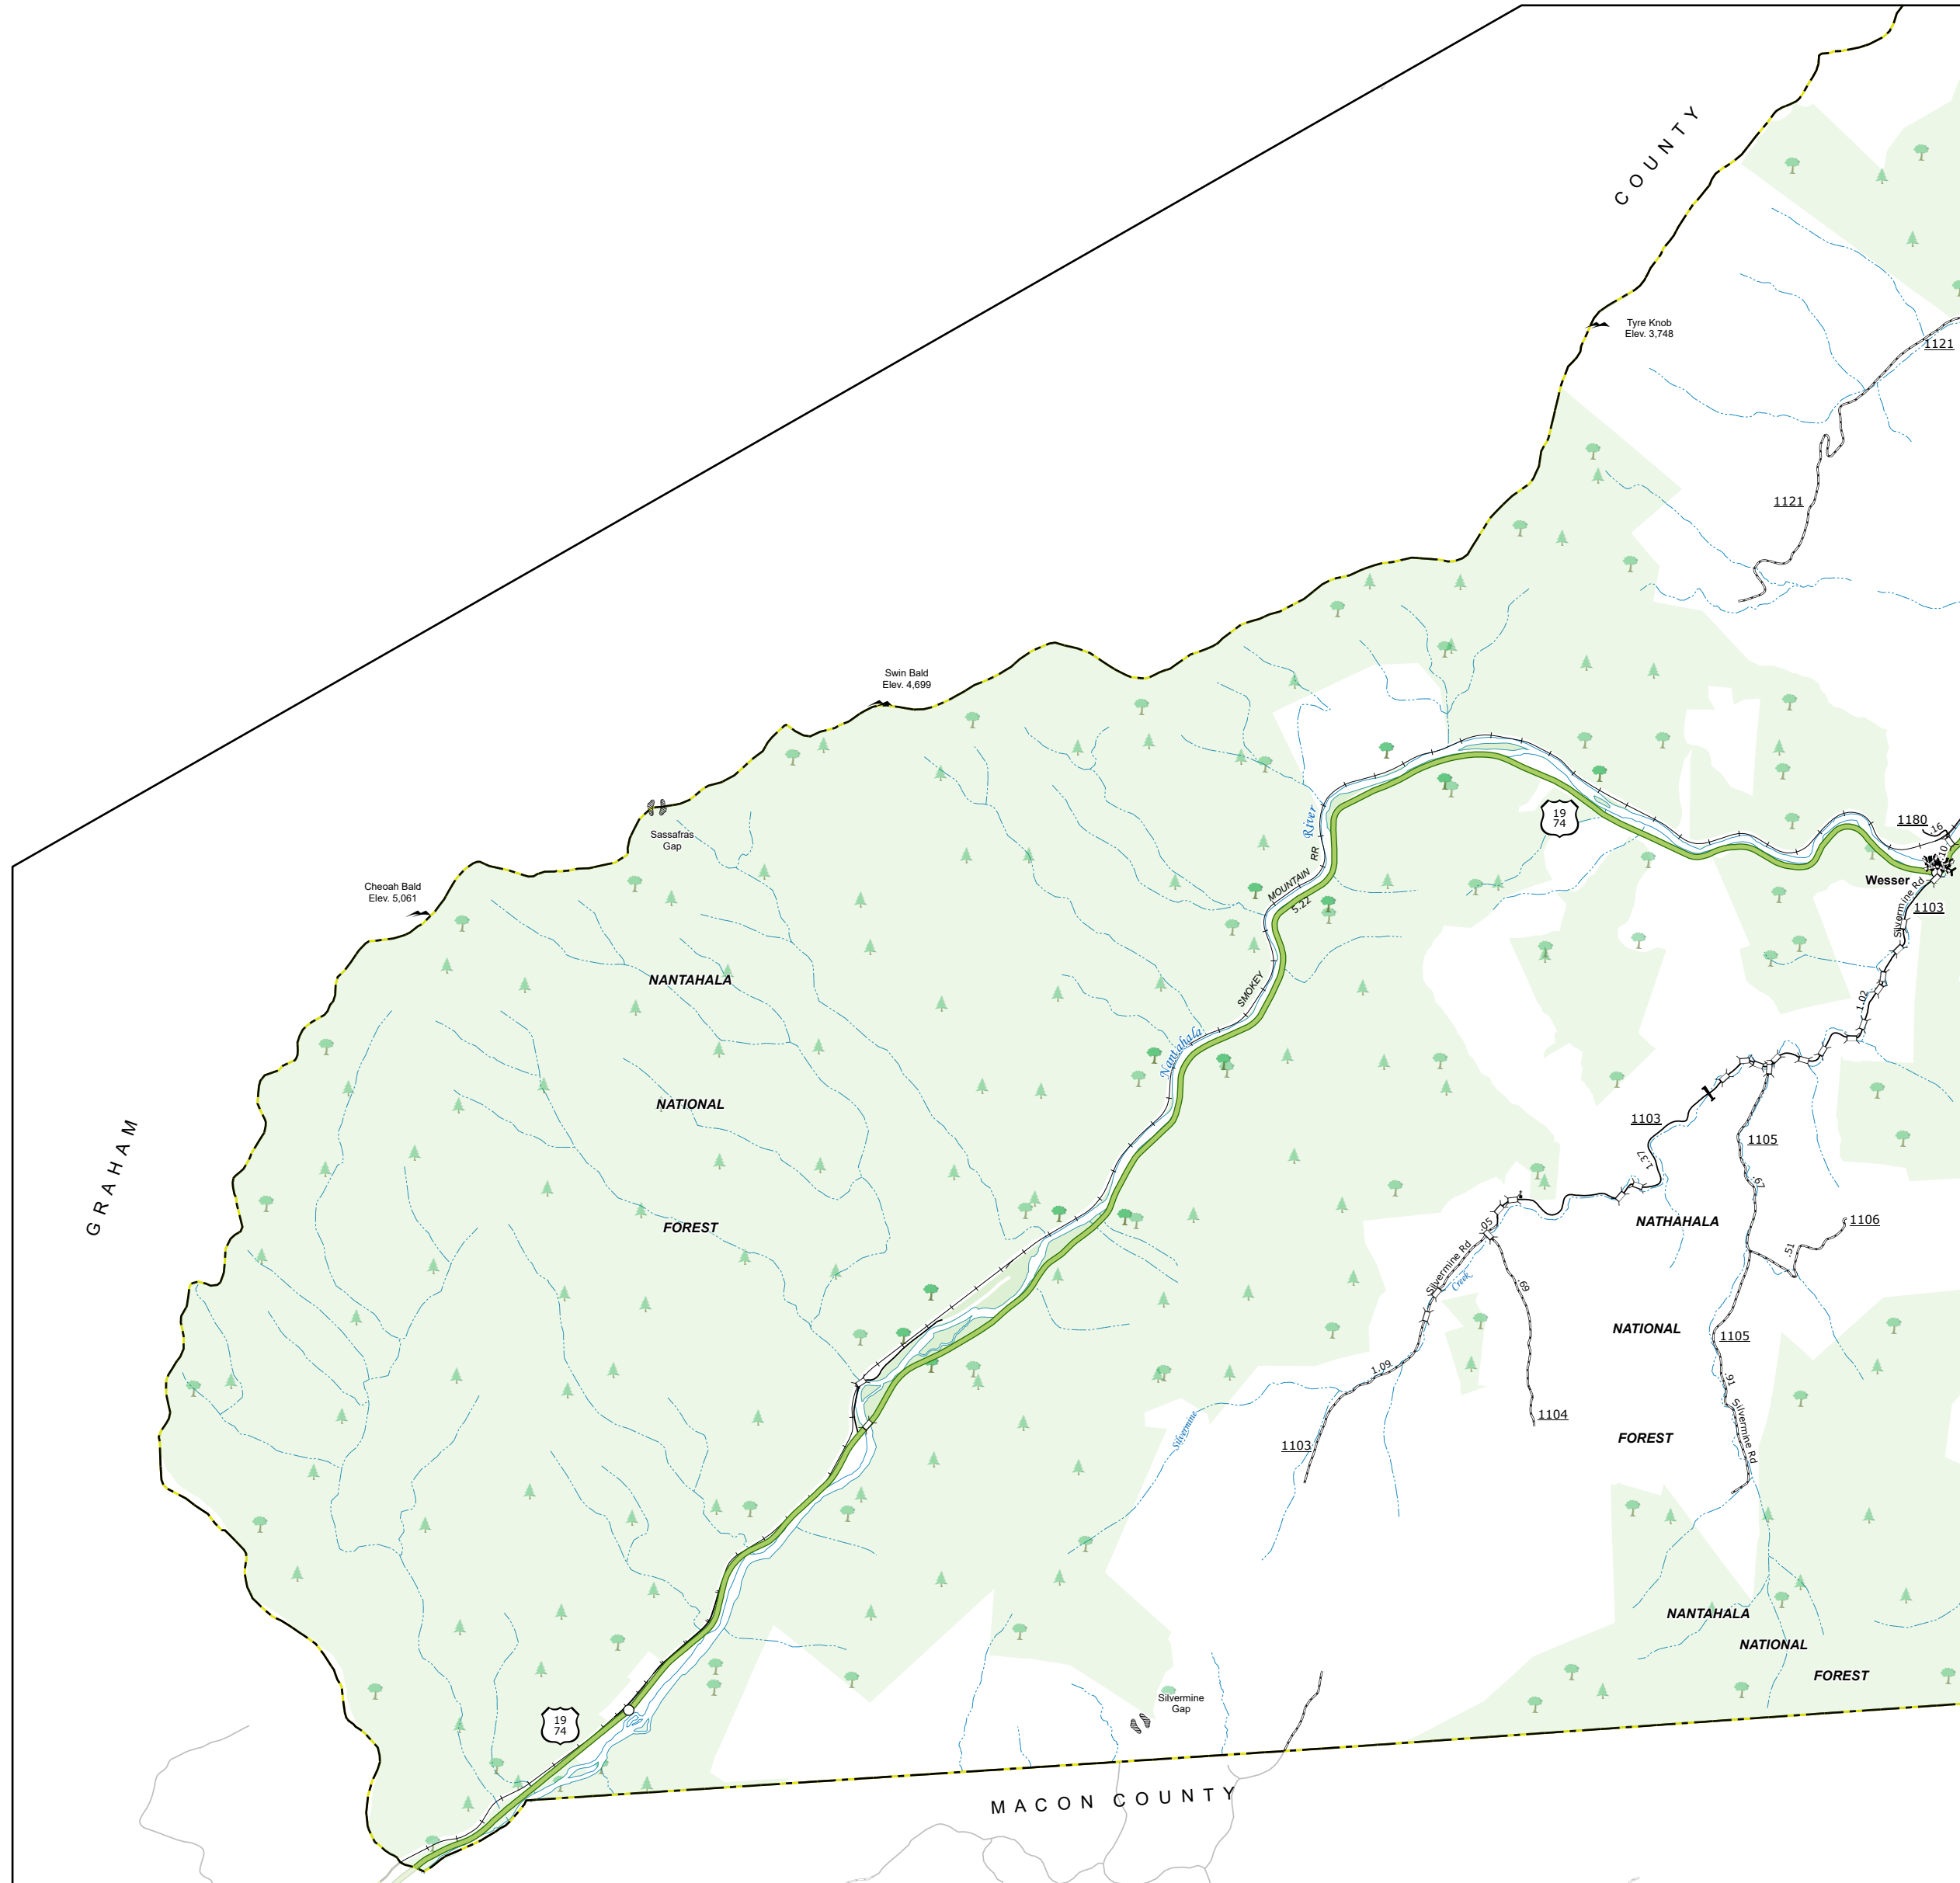 COUNTY
Tyre Knob
Elev. 3,748
1121
1121
Swin Bald
Elev. 4,699
Sassafras
Gap
Cheoah Bald
Elev. 5,061
River
19
74
1180
.16
.10
Wesser
Silvermine Rd
1103
SMOKEY MOUNTAIN RR
5.22
NANTAHALA
Nantahala
1.02
NATIONAL
1103
1.37
1105
.67
GRAHAM
FOREST
NATHAHALA
1106
.51
.05
Silvermine Rd
Creek
.69
NATIONAL
1105
1.09
.91
Silvermine Rd
1104
Silvermine
1103
FOREST
NANTAHALA
NATIONAL
FOREST
19
74
Silvermine
Gap
MACON COUNTY